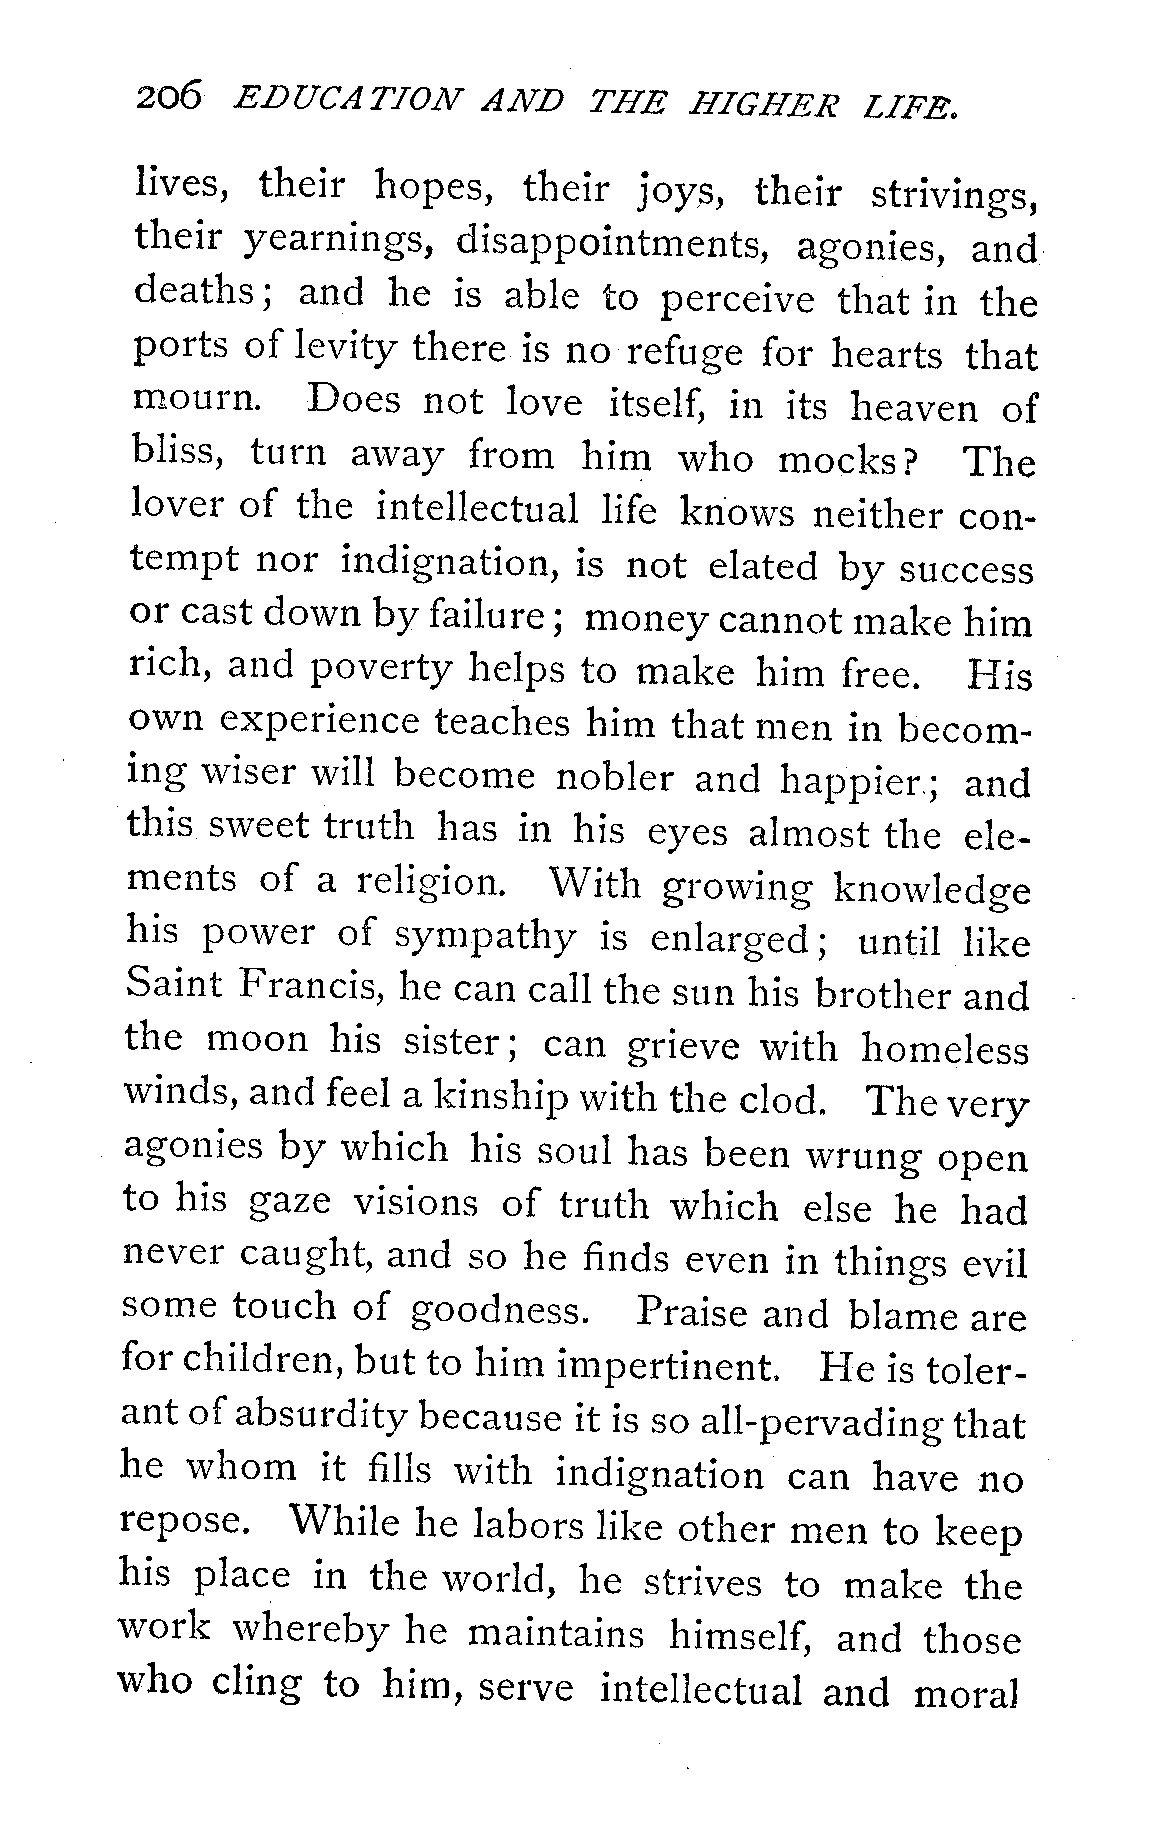 206 EDUCATION AND THE HIGHER LIFE.
lives, their hopes, their joys, their strivings,
their yearnings, disappointments, agonies, and
deaths; and he is able to perceive that in the
ports of levity there is no refuge for hearts that
mourn. Does not love itself, in its heaven of
bliss, turn away from him who mocks? The
lover of the intellectual life knows neither con-
tempt nor indignation, is not elated by success
or cast down by failure; money cannot make him
rich, and poverty helps to make him free. His
own experience teaches him that men in becom-
ing wiser will become nobler and happier; and
this sweet truth has in his eyes almost the ele-
ments of a religion. With growing knowledge
his power of sympathy is enlarged; until like
Saint Francis, he can call the sun his brother and
the moon his sister; can grieve with homeless
winds, and feel a kinship with the clod. The very
agonies by which his soul has been wrung open
to his gaze visions of truth which else he had
never caught, and so he finds even in things evil
some touch of goodness. Praise and blame are
for children, but to him impertinent. He is toler-
ant of absurdity because it is so all-pervading that
he whom it fills with indignation can have no
repose. While he labors like other men to keep
his place in the world, he strives to make the
work whereby he maintains himself, and those
who cling to him, serve intellectual and moral